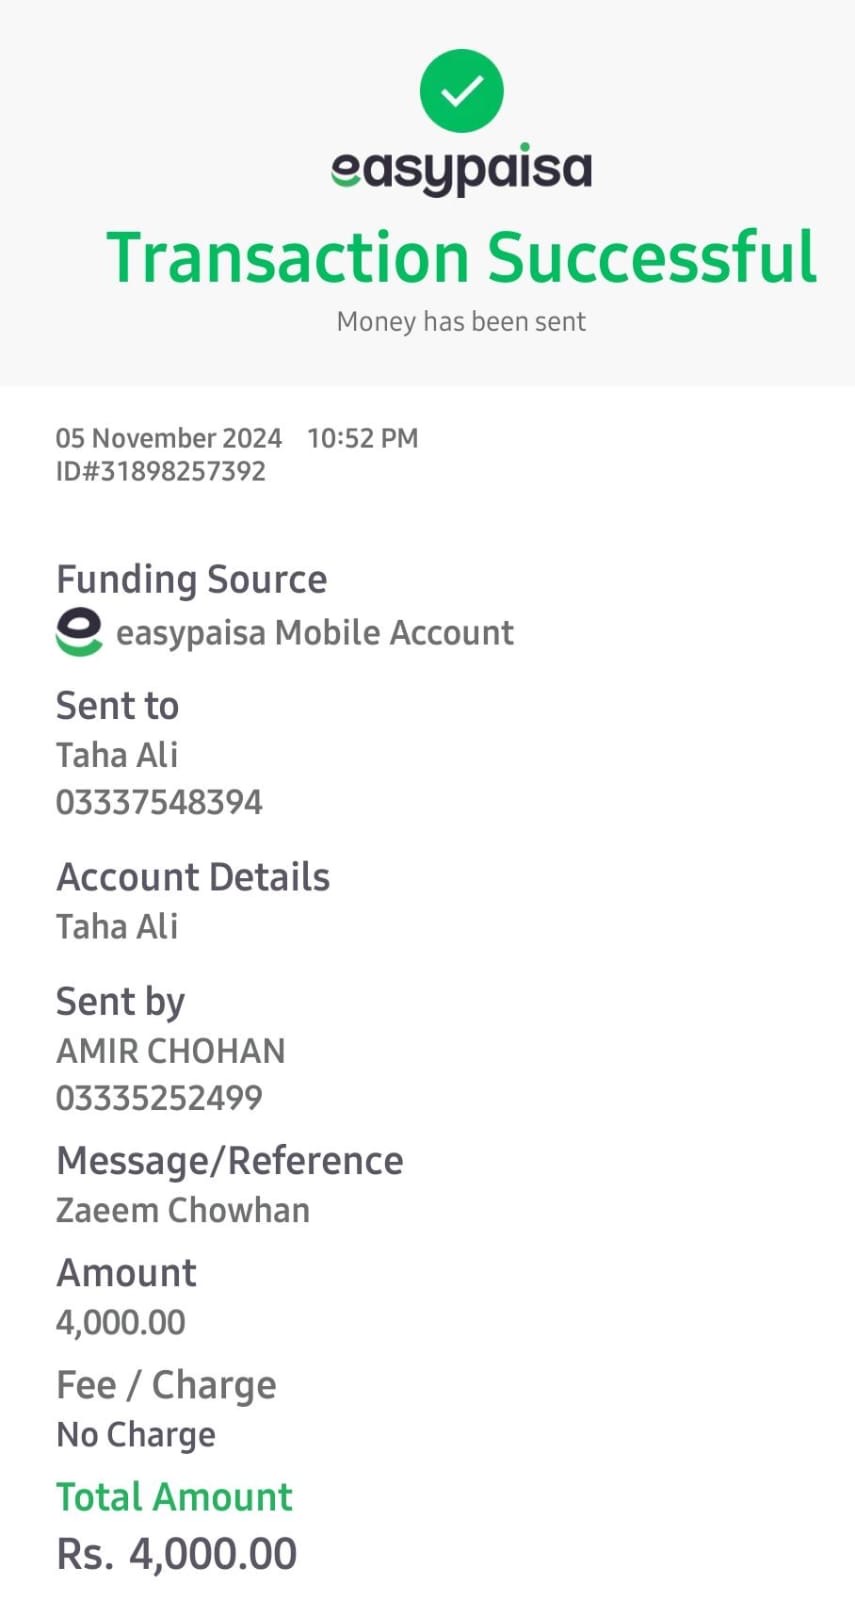 easypaisa
Transaction Successful
Money has been sent
05 November 2024 10:52 PM
ID#31898257392
Funding Source
easypaisa Mobile Account
Sent to
Taha Ali
03337548394
Account Details
Taha Ali
Sent by
AMIR CHOHAN
03335252499
Message/Reference
Zaeem Chowhan
Amount
4,000.00
Fee / Charge
No Charge
Total Amount
Rs. 4,000.00